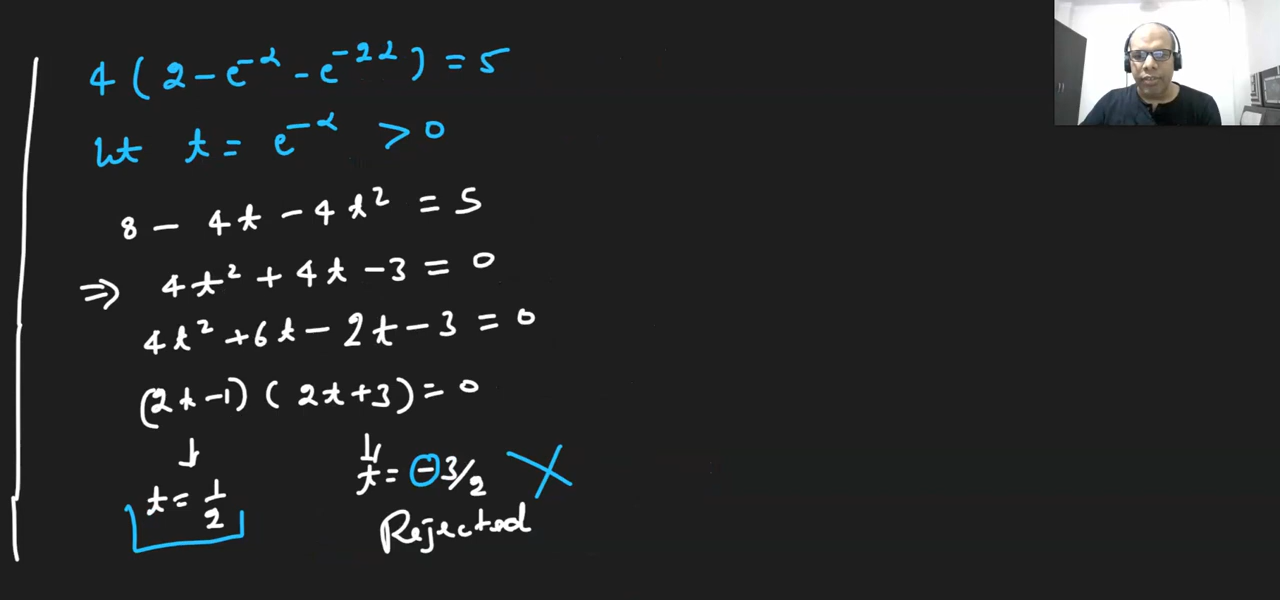 4 ( 2 - e^{-α} - e^{-2α} ) = 5
let t = e^{-α} > 0
8 - 4t - 4t² = 5
⇒ 4t² + 4t - 3 = 0
4t² + 6t - 2t - 3 = 0
(2t - 1) ( 2t + 3) = 0
↓ ↓
t = 1/2 t = -3/2 ✗
Rejected